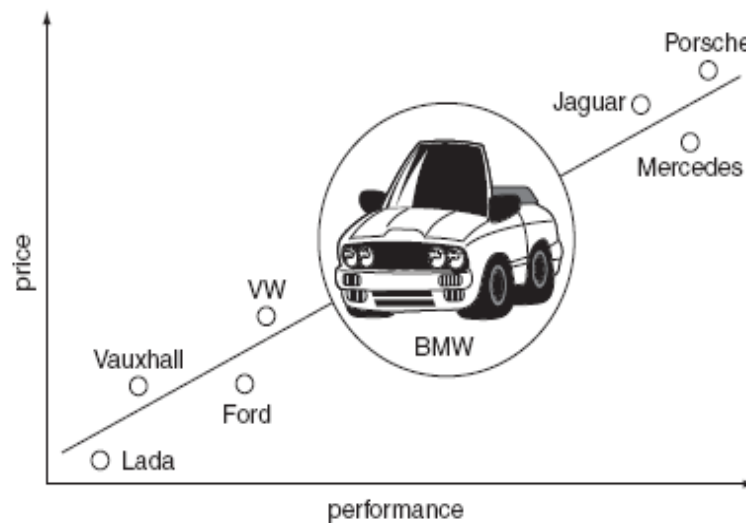 Porsche
Jaguar
Mercedes
price
VW
BMW
Vauxhall
Ford
Lada
performance